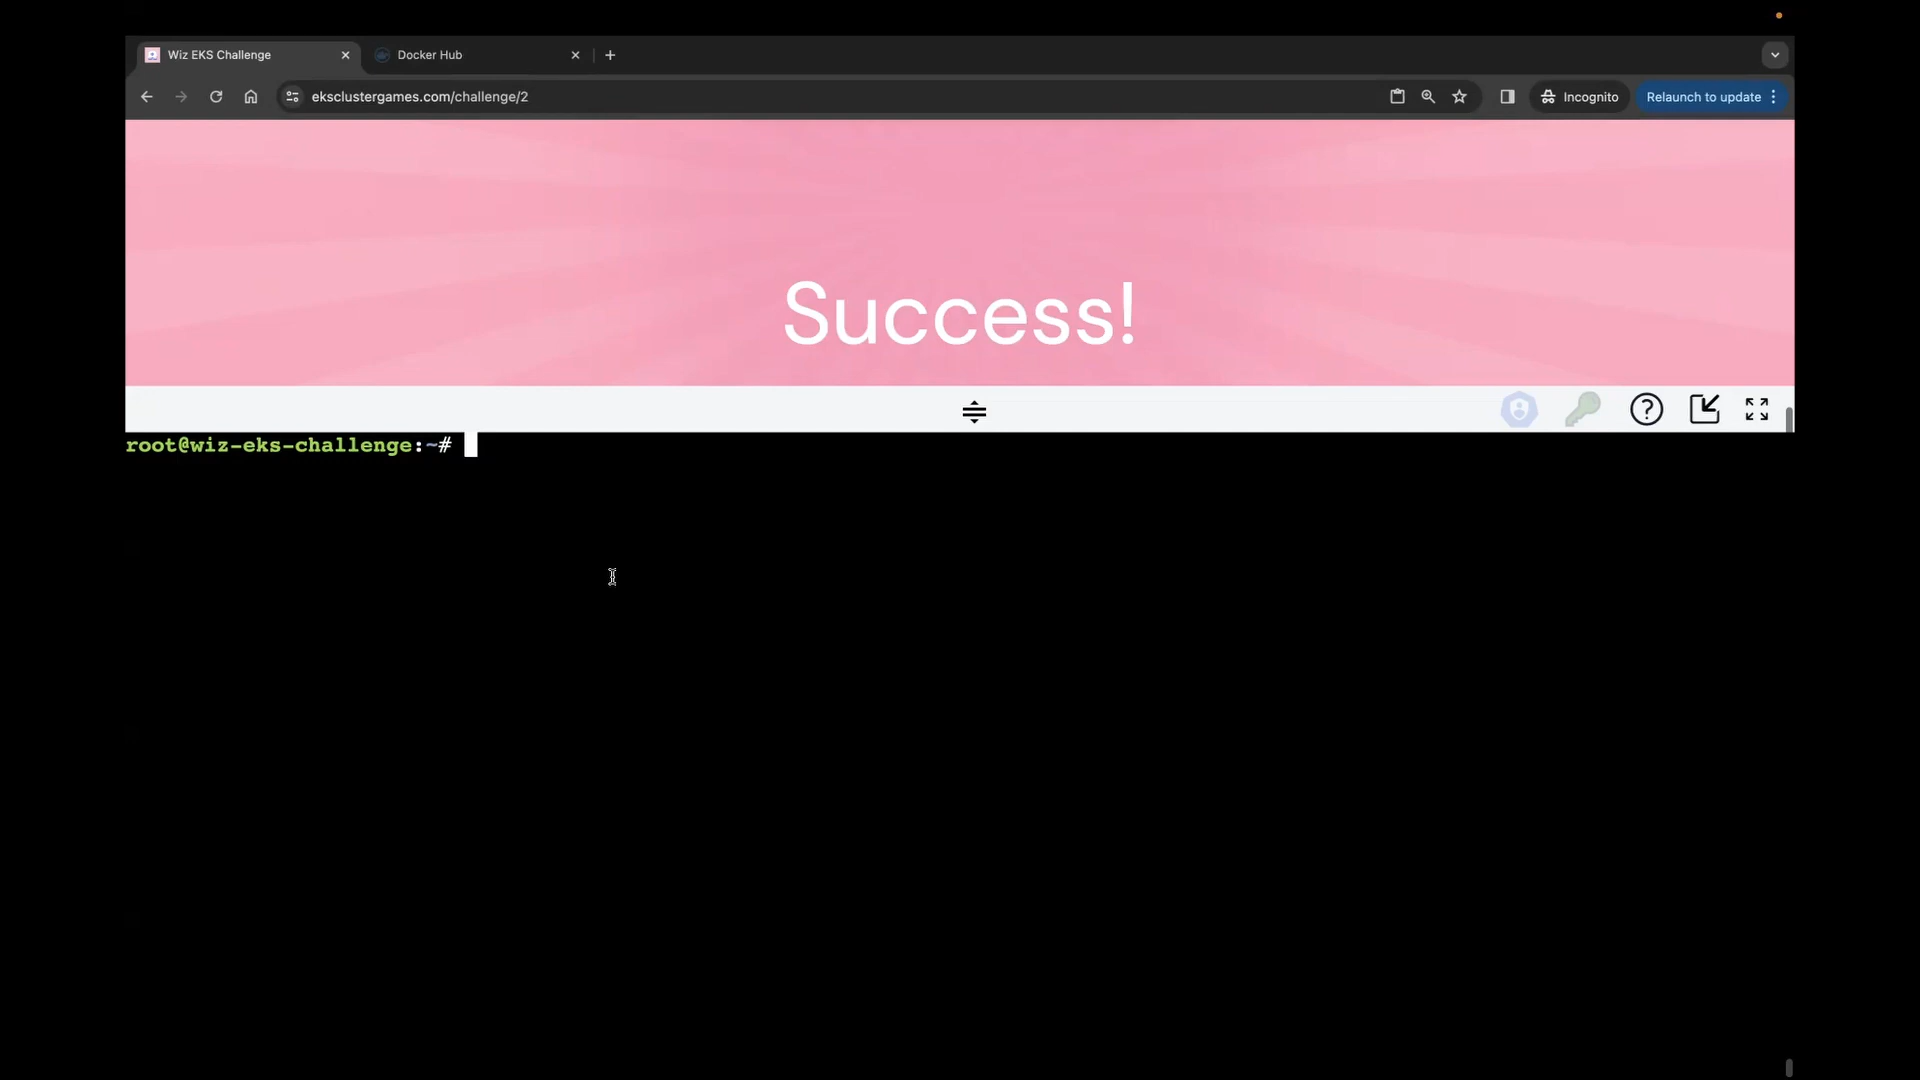 Wiz EKS Challenge
Docker Hub
eksclustergames.com/challenge/2
Incognito
Relaunch to update
Success!
root@wiz-eks-challenge:~#